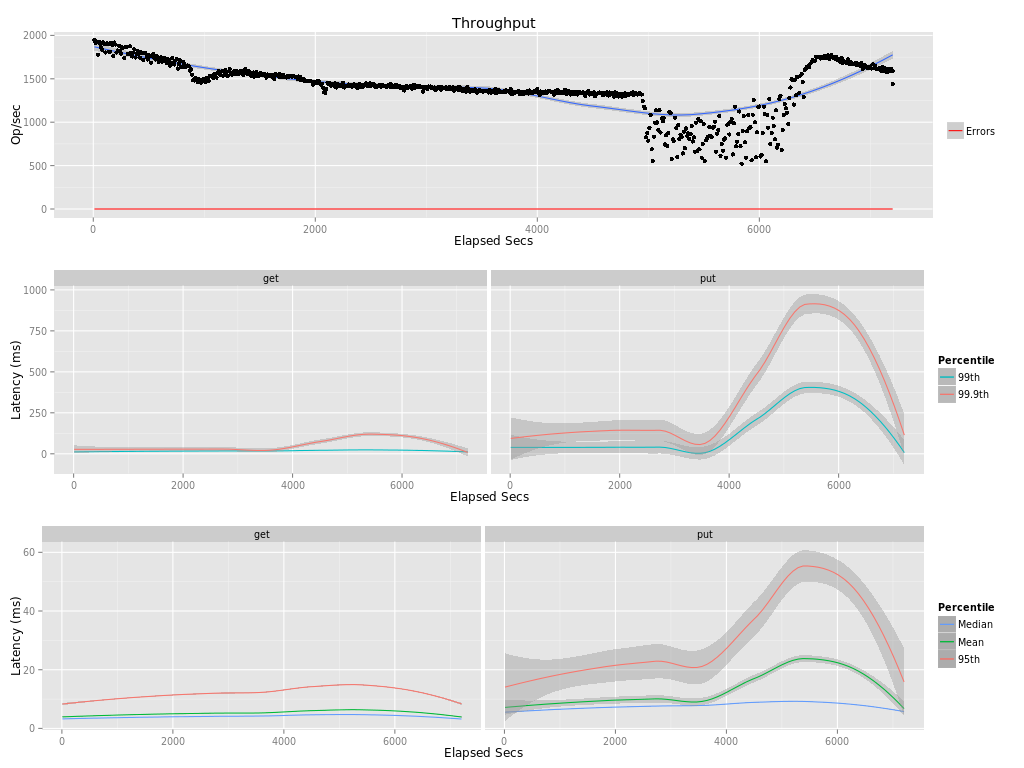 Throughput
2000
1500
1000
500
0
Op/sec
0 2000 4000 6000
Elapsed Secs
Errors
get put
1000
750
500
250
0
Latency (ms)
0 2000 4000 6000 0 2000 4000 6000
Elapsed Secs
Percentile
99th
99.9th
get put
60
40
20
0
Latency (ms)
0 2000 4000 6000 0 2000 4000 6000
Elapsed Secs
Percentile
Median
Mean
95th